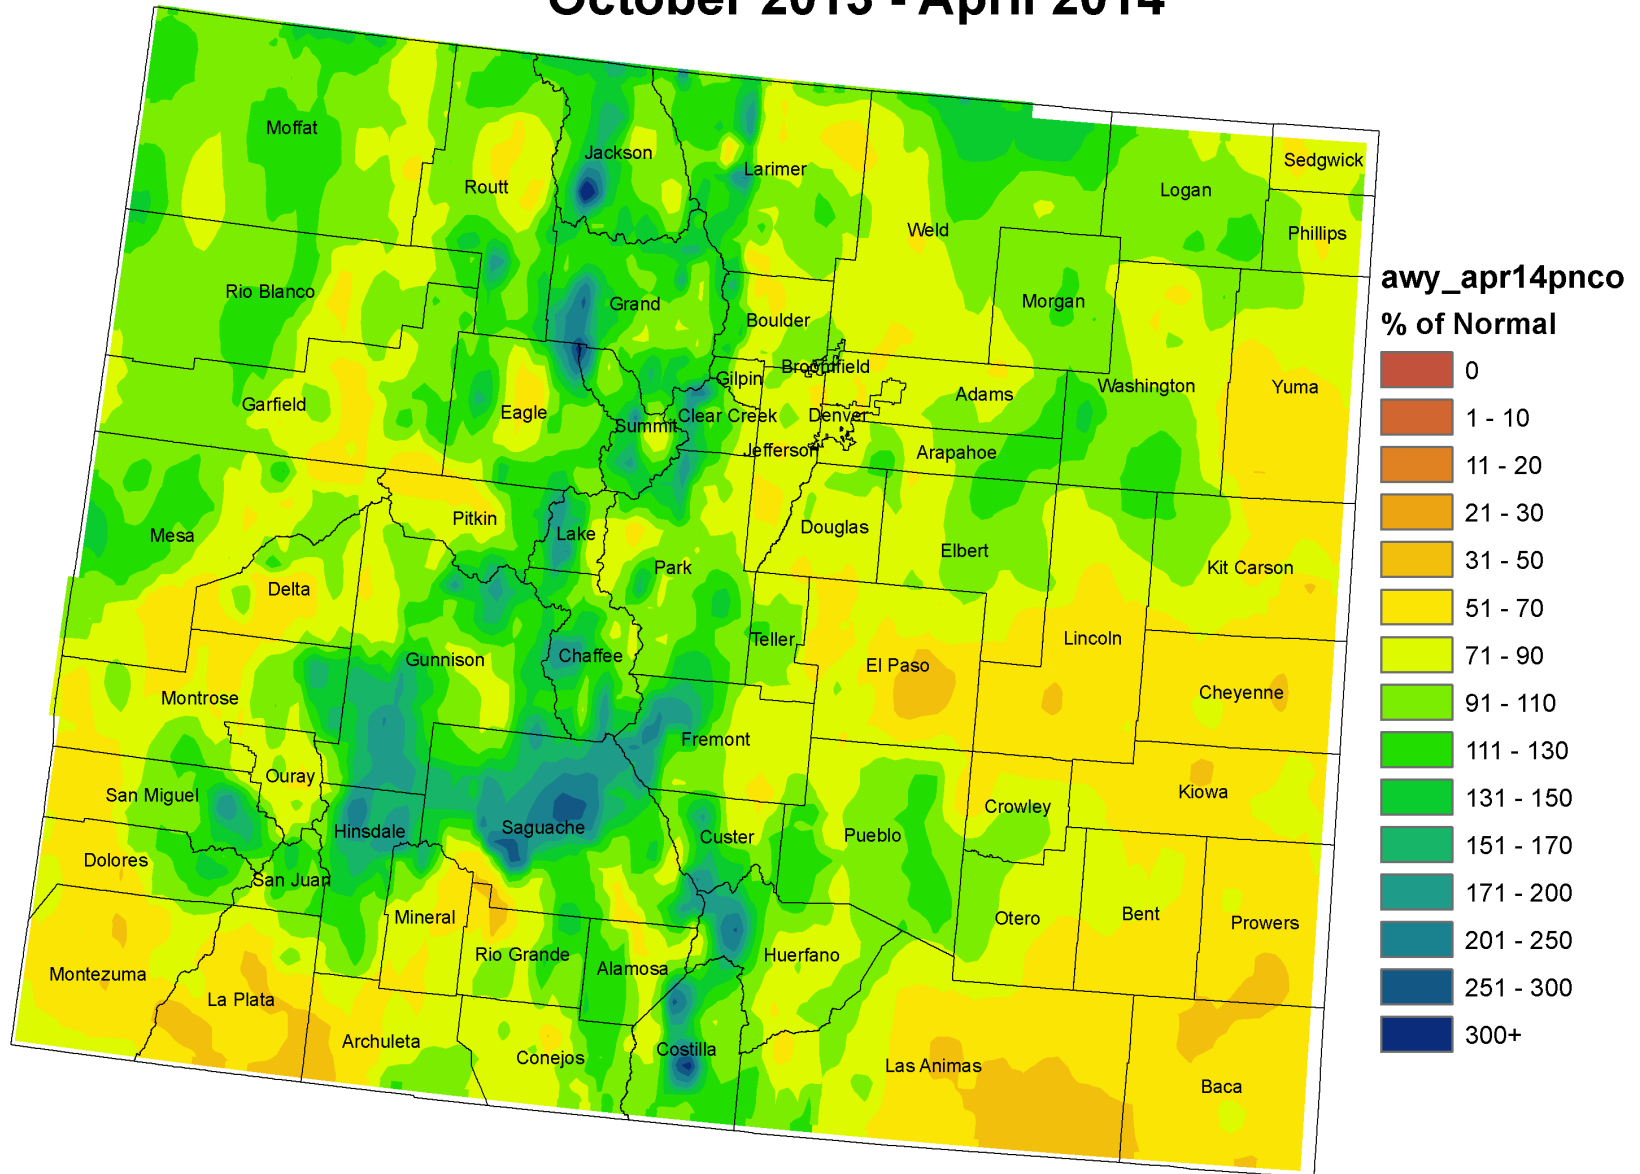 October 2013 - April 2014
Moffat
Routt
Jackson
Larimer
Weld
Logan
Sedgwick
Phillips
Rio Blanco
Grand
Boulder
Morgan
Broomfield
Gilpin
Garfield
Eagle
Summit
Clear Creek
Denver
Adams
Washington
Yuma
Jefferson
Arapahoe
Mesa
Pitkin
Lake
Park
Douglas
Elbert
Kit Carson
Delta
Gunnison
Chaffee
Teller
El Paso
Lincoln
Cheyenne
Montrose
Fremont
Ouray
San Miguel
Hinsdale
Saguache
Custer
Pueblo
Crowley
Kiowa
Dolores
San Juan
Mineral
Rio Grande
Alamosa
Huerfano
Otero
Bent
Prowers
Montezuma
La Plata
Archuleta
Conejos
Costilla
Las Animas
Baca
awy_apr14pnco
% of Normal
0
1 - 10
11 - 20
21 - 30
31 - 50
51 - 70
71 - 90
91 - 110
111 - 130
131 - 150
151 - 170
171 - 200
201 - 250
251 - 300
300+